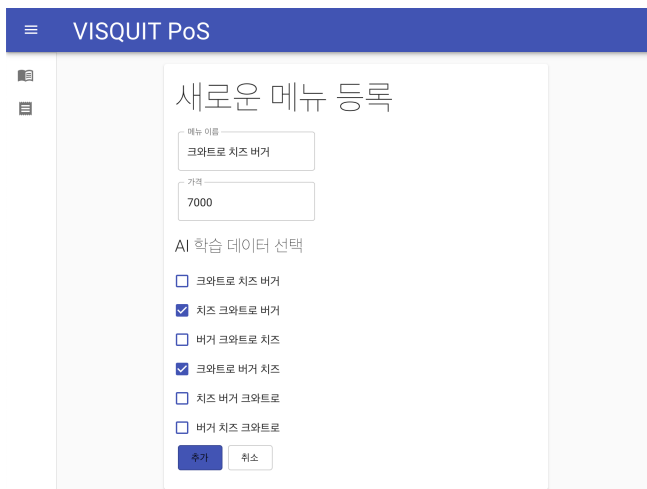 VISQUIT PoS
새로운 메뉴 등록
메뉴 이름
크와트로 치즈 버거
가격
7000
AI 학습 데이터 선택
크와트로 치즈 버거
치즈 크와트로 버거
버거 크와트로 치즈
크와트로 버거 치즈
치즈 버거 크와트로
버거 치즈 크와트로
추가 취소